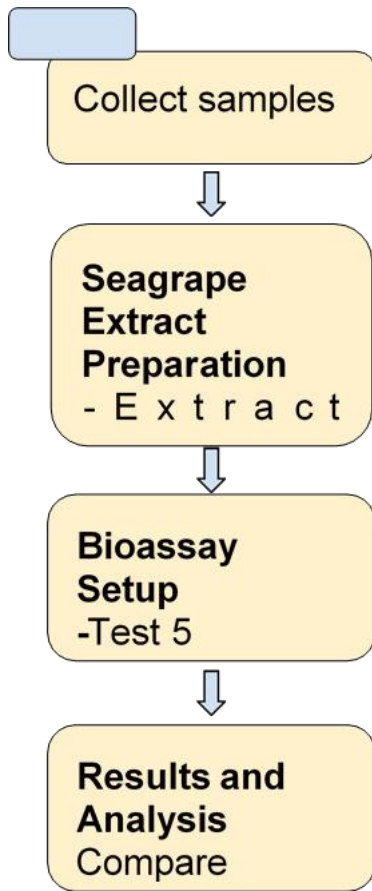 Collect samples
Seagrape
Extract
Preparation
- E x t r a c t
Bioassay
Setup
-Test 5
Results and
Analysis
Compare